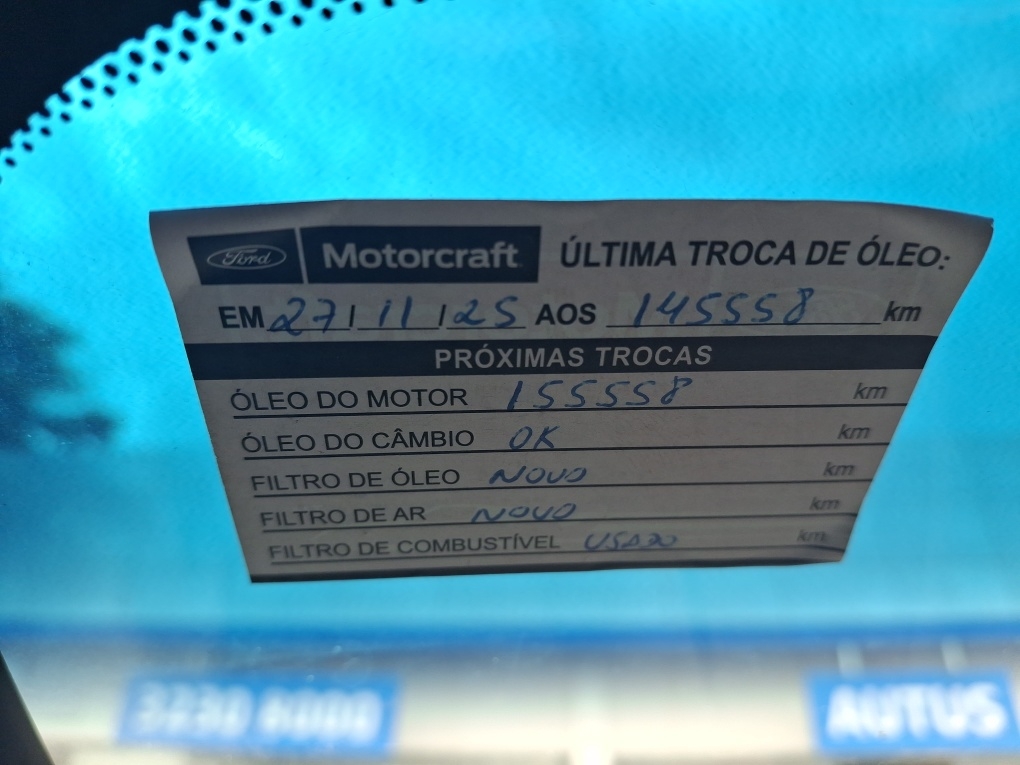 Ford Motorcraft ÚLTIMA TROCA DE ÓLEO:
EM 27/11/25 AOS 145558 km
PRÓXIMAS TROCAS
ÓLEO DO MOTOR 155558 km
ÓLEO DO CÂMBIO OK km
FILTRO DE ÓLEO NOVO km
FILTRO DE AR NOVO km
FILTRO DE COMBUSTÍVEL USADO km
3230 6000 AUTUS